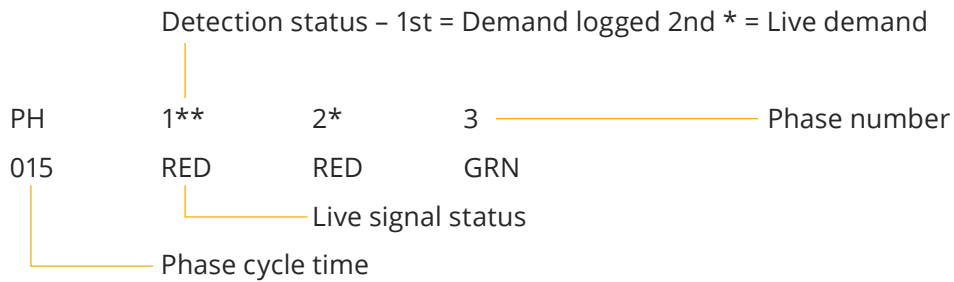 Detection status – 1st = Demand logged 2nd * = Live demand
PH 1** 2* 3 Phase number
015 RED RED GRN
Live signal status
Phase cycle time